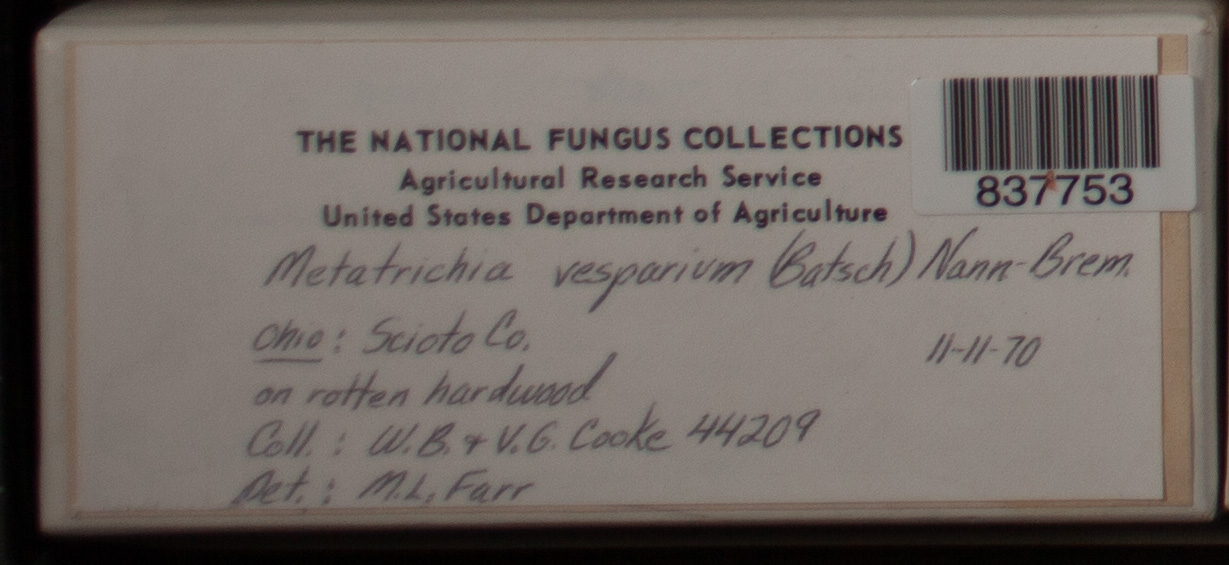 THE NATIONAL FUNGUS COLLECTIONS
Agricultural Research Service
United States Department of Agriculture
837753
Metatrichia vesparium (Batsch) Nann-Brem.
Ohio: Scioto Co.
11-11-70
on rotten hardwood
Coll.: W.B. & V.G. Cooke 44209
Det.: M.L. Farr